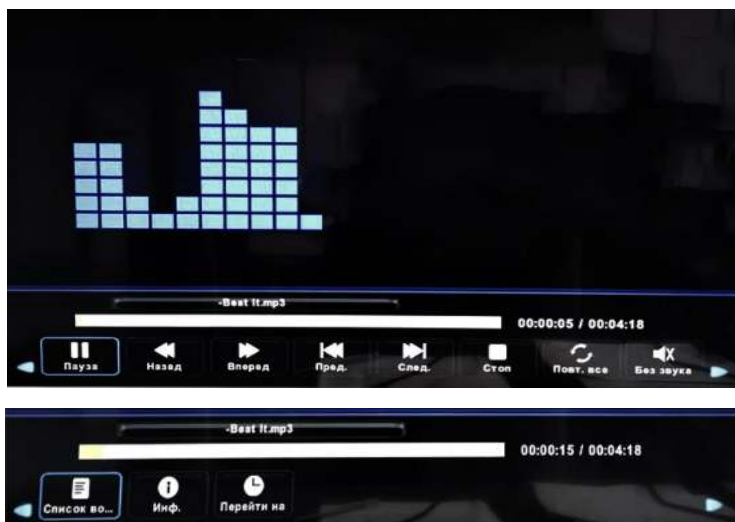 -Beat It.mp3
00:00:05 / 00:04:18
Пауза Назад Вперед Пред. След. Стоп Повт. все Без звука
-Beat It.mp3
00:00:15 / 00:04:18
Список во... Инф. Перейти на